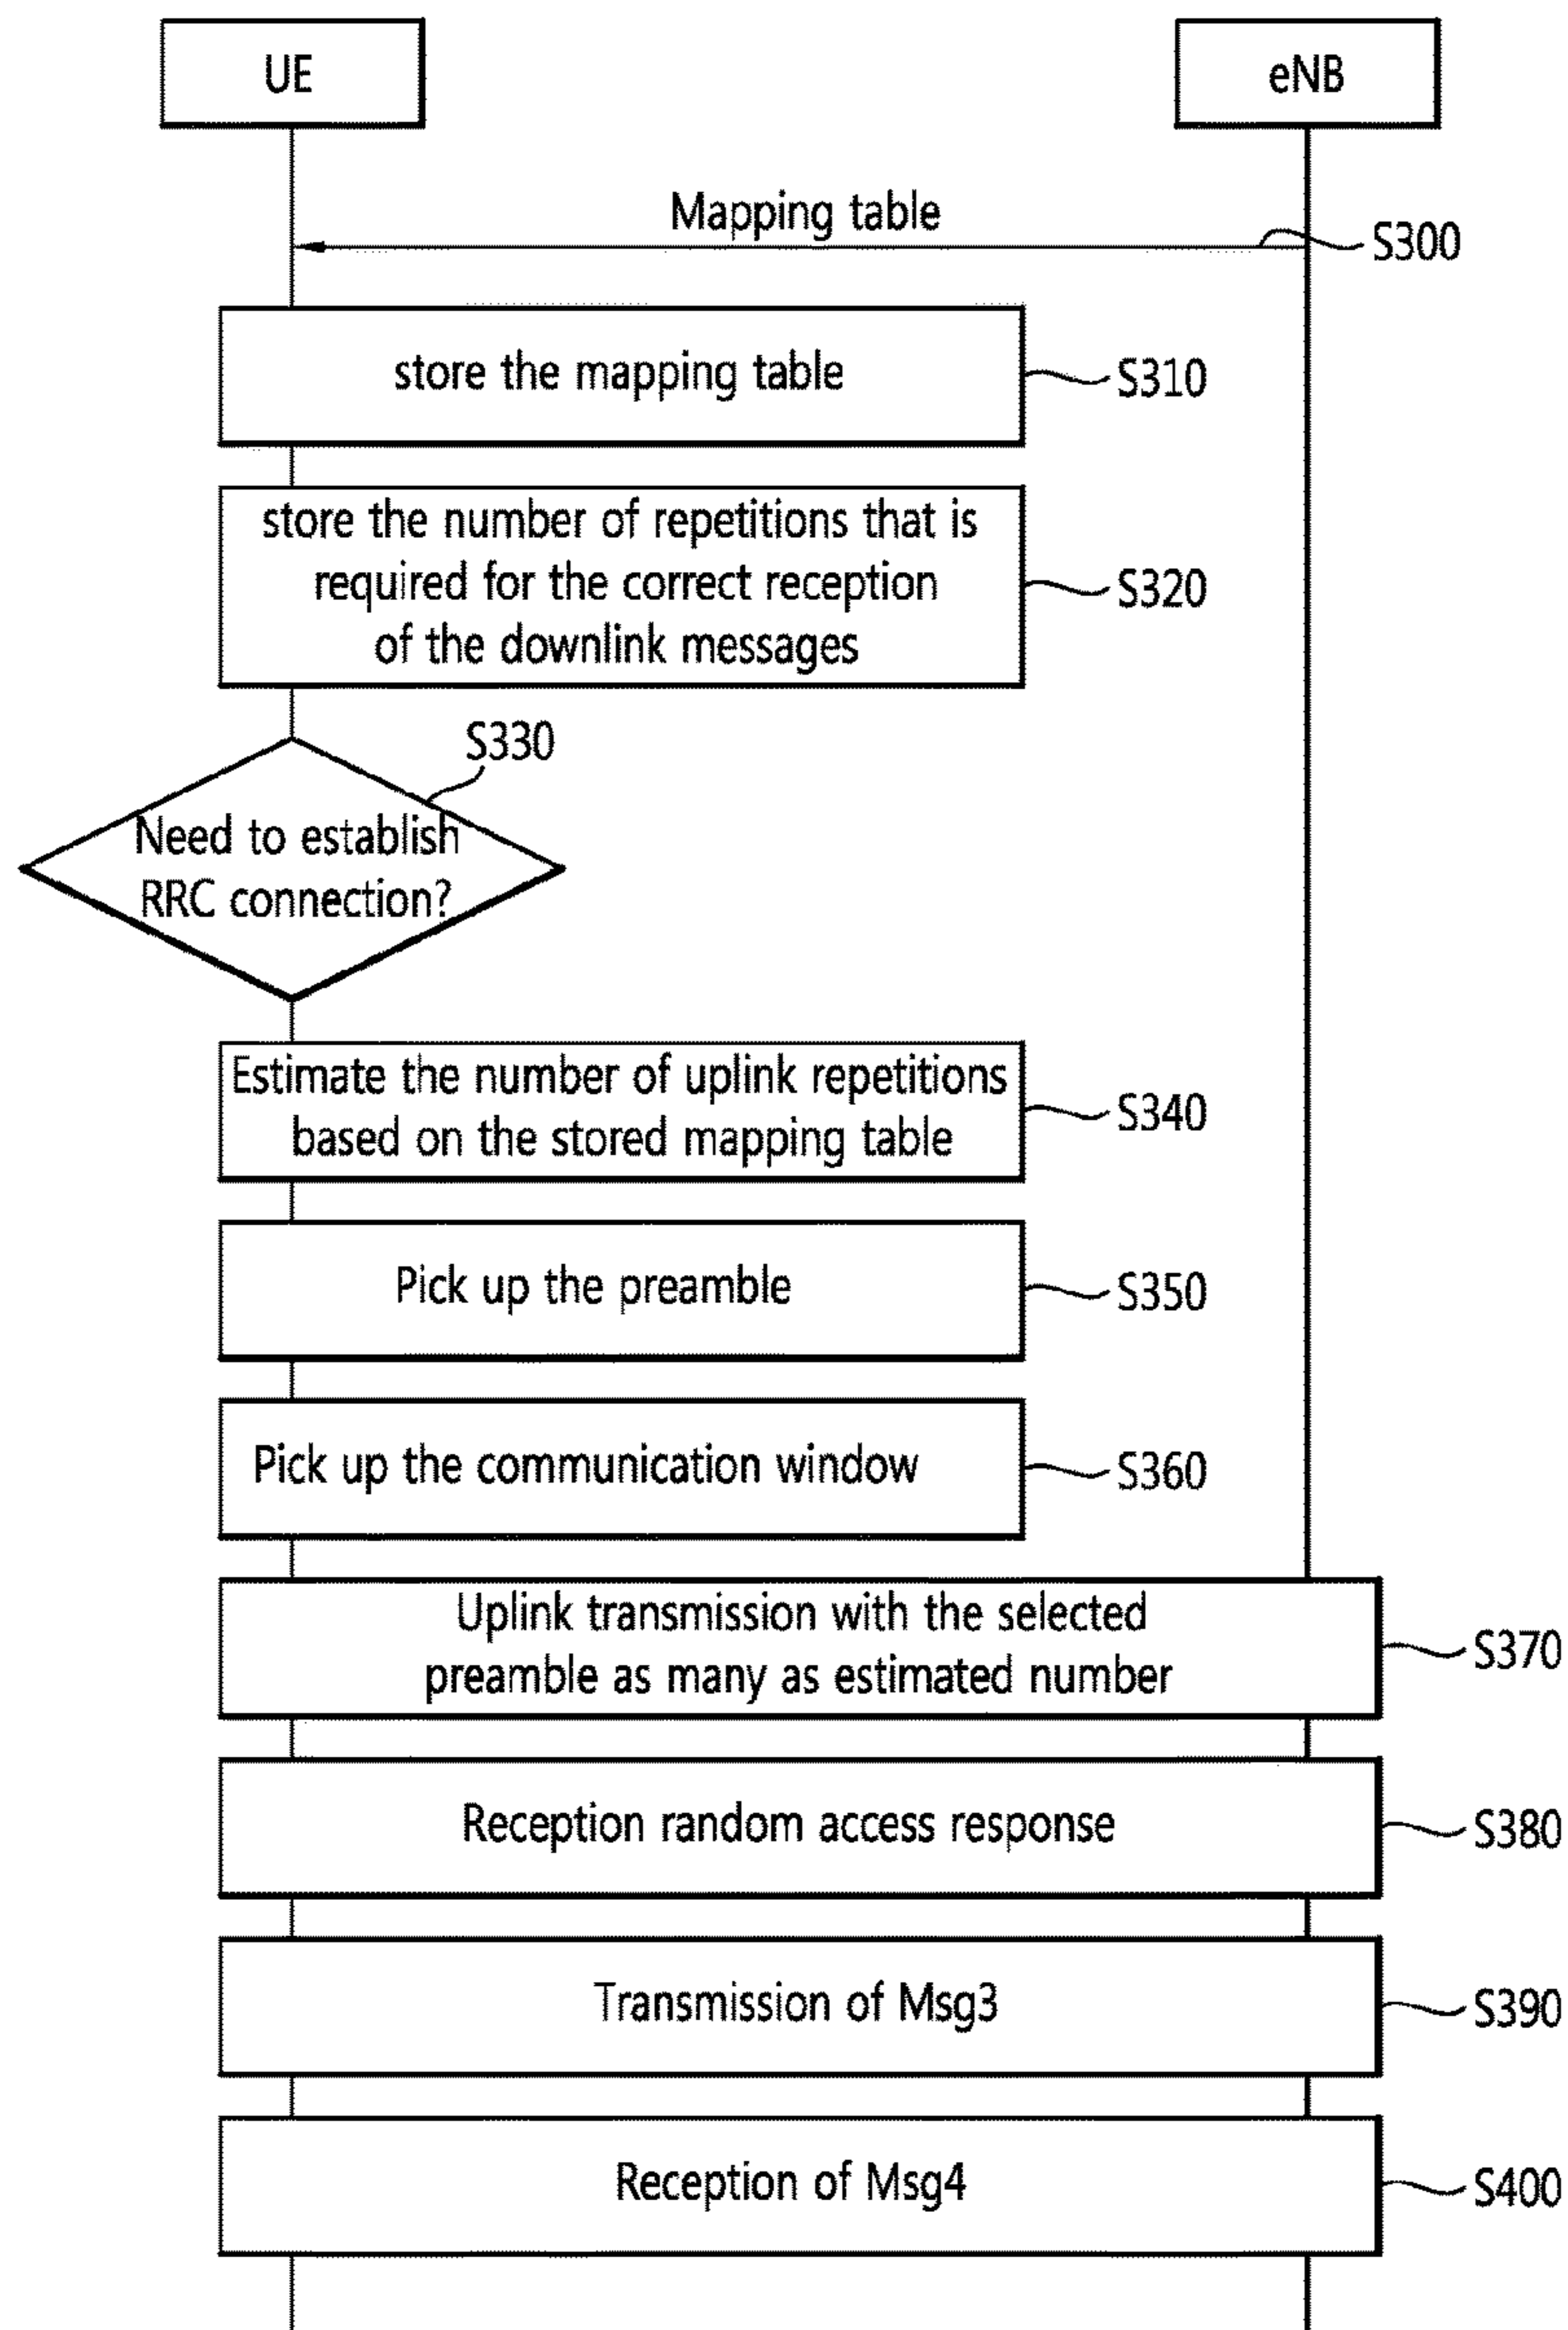 UE
eNB
Mapping table
S300
store the mapping table
S310
store the number of repetitions that is
required for the correct reception
of the downlink messages
S320
S330
Need to establish
RRC connection?
Estimate the number of uplink repetitions
based on the stored mapping table
S340
Pick up the preamble
S350
Pick up the communication window
S360
Uplink transmission with the selected
preamble as many as estimated number
S370
Reception random access response
S380
Transmission of Msg3
S390
Reception of Msg4
S400